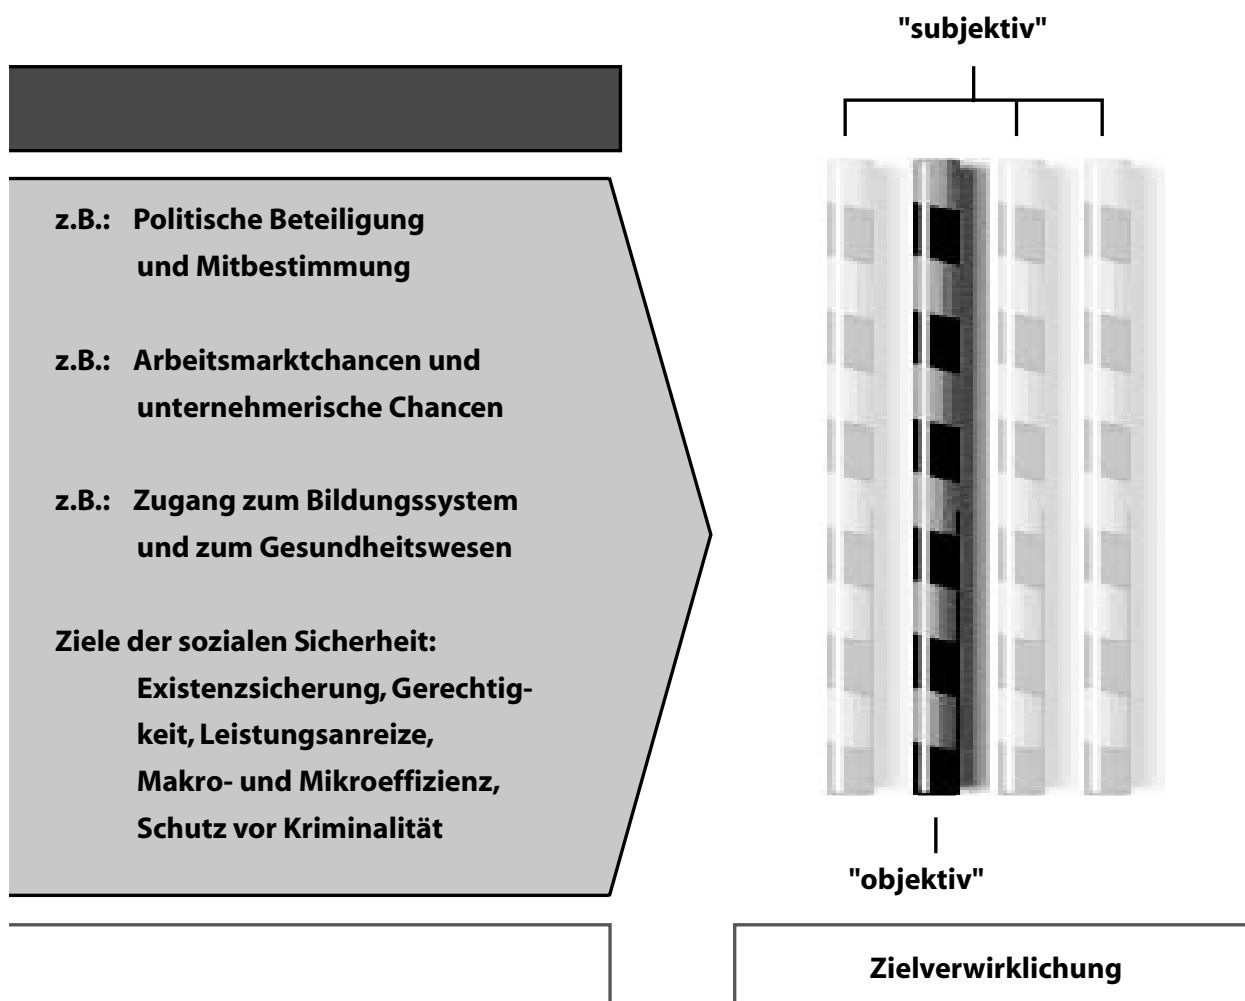 "subjektiv"
z.B.: Politische Beteiligung
und Mitbestimmung
z.B.: Arbeitsmarktchancen und
unternehmerische Chancen
z.B.: Zugang zum Bildungssystem
und zum Gesundheitswesen
Ziele der sozialen Sicherheit:
Existenzsicherung, Gerechtig-
keit, Leistungsanreize,
Makro- und Mikroeffizienz,
Schutz vor Kriminalität
"objektiv"
Zielverwirklichung